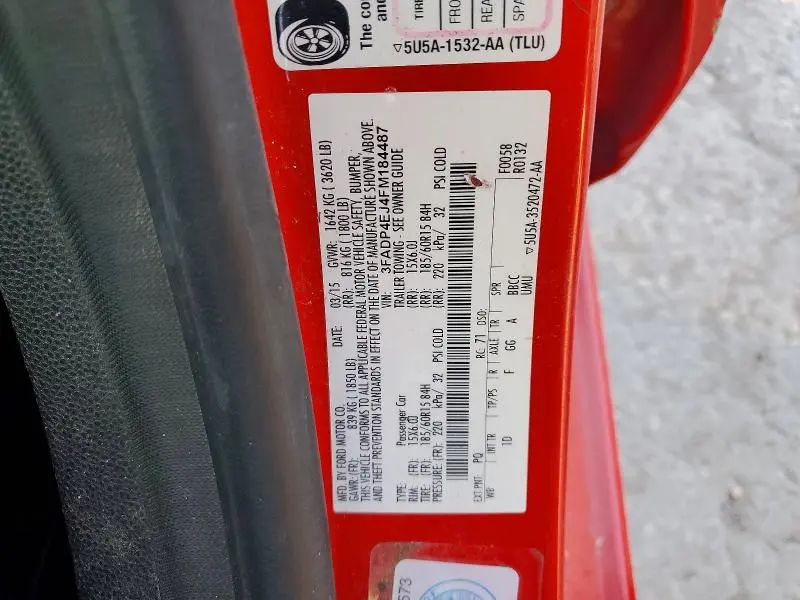 The co
and
TIRE
FRO
REA
SPA
▽5U5A-1532-AA (TLU)
MFD. BY FORD MOTOR CO.
DATE: 03/15 GVWR: 1642 KG ( 3620 LB)
GAWR: (FR): 839 KG ( 1850 LB) (RR): 816 KG ( 1800 LB)
THIS VEHICLE CONFORMS TO ALL APPLICABLE FEDERAL MOTOR VEHICLE SAFETY, BUMPER,
AND THEFT PREVENTION STANDARDS IN EFFECT ON THE DATE OF MANUFACTURE SHOWN ABOVE.
VIN: 3FADP4EJ4FM184487
TYPE: Passenger Car TRAILER TOWING - SEE OWNER GUIDE
RIM: (FR): 15X6.0J (RR): 15X6.0J
TIRE: (FR): 185/60R15 84H (RR): 185/60R15 84H
PRESSURE: (FR): 220 kPa/ 32 PSI COLD (RR): 220 kPa/ 32 PSI COLD
EXT PNT: PQ RC: 71 DSO: F0058
WB INT TR TP/PS R AXLE TR SPR R0132
1D F GG A BBCC
UMU
▽5U5A-3520472-AA
573